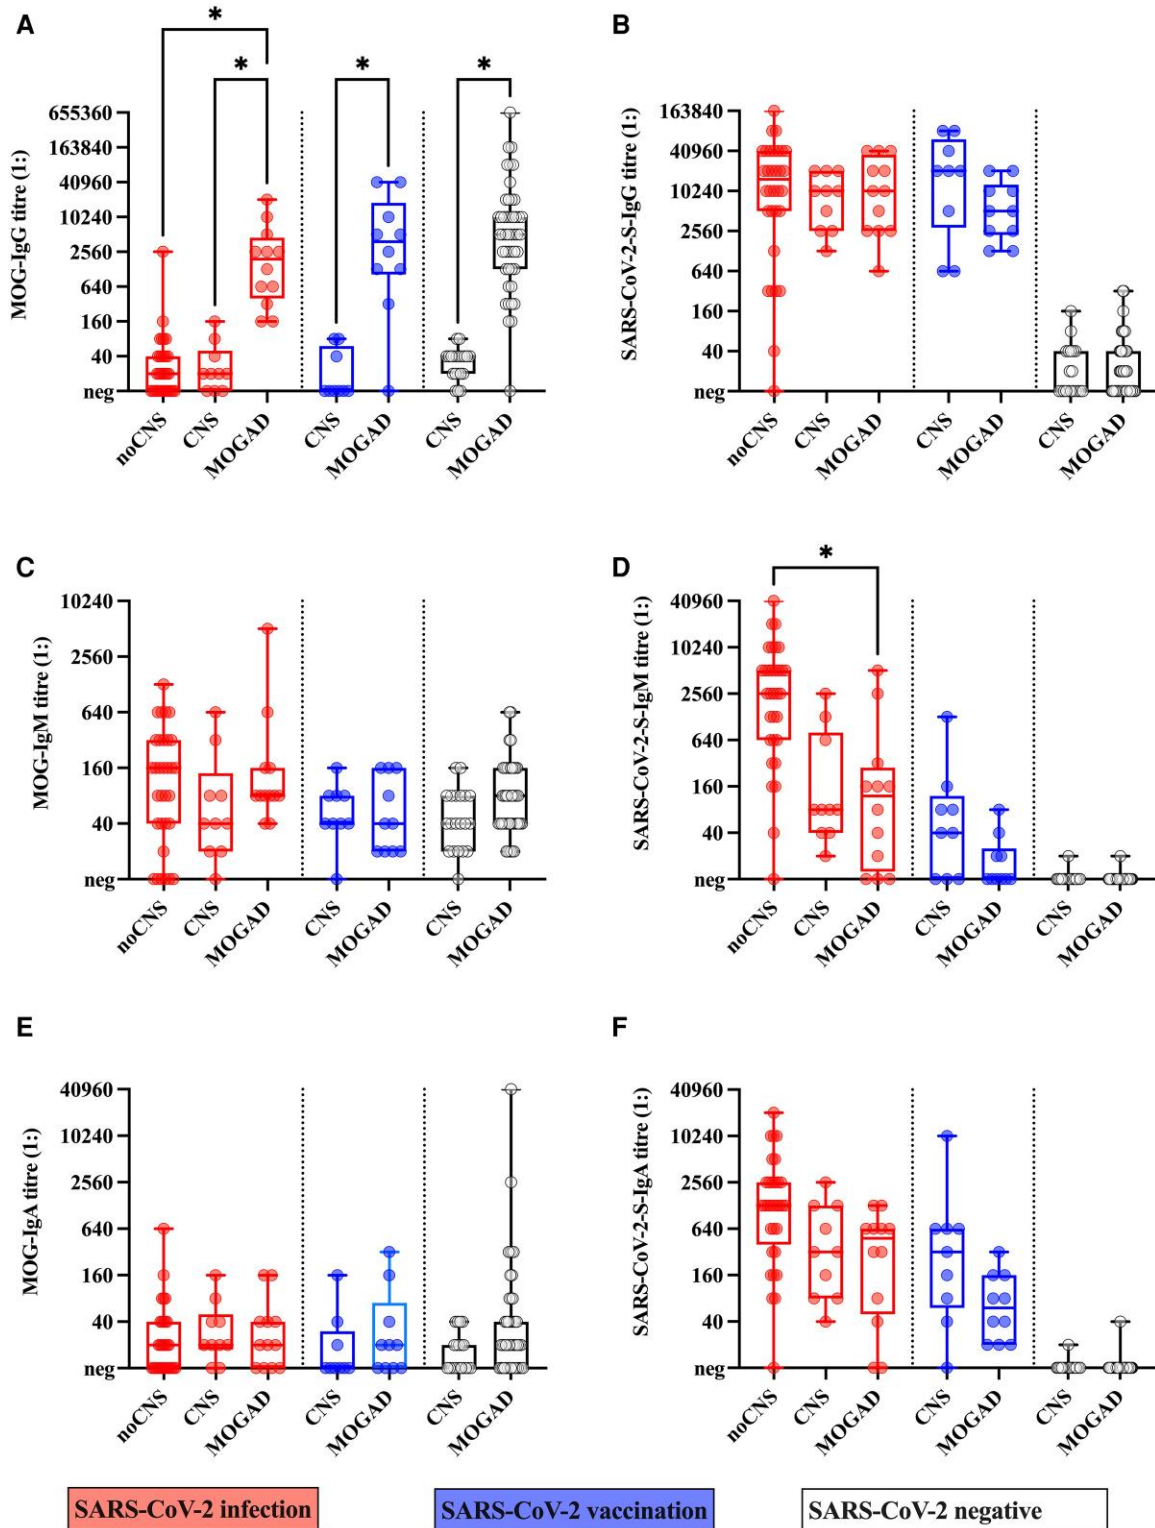 A
*
*
*
*
MOG-IgG titre (1:)
655360
163840
40960
10240
2560
640
160
40
neg
noCNS
CNS
MOGAD
CNS
MOGAD
CNS
MOGAD
B
SARS-CoV-2-S-IgG titre (1:)
163840
40960
10240
2560
640
160
40
neg
noCNS
CNS
MOGAD
CNS
MOGAD
CNS
MOGAD
C
MOG-IgM titre (1:)
10240
2560
640
160
40
neg
noCNS
CNS
MOGAD
CNS
MOGAD
CNS
MOGAD
D
*
SARS-CoV-2-S-IgM titre (1:)
40960
10240
2560
640
160
40
neg
noCNS
CNS
MOGAD
CNS
MOGAD
CNS
MOGAD
E
MOG-IgA titre (1:)
40960
10240
2560
640
160
40
neg
noCNS
CNS
MOGAD
CNS
MOGAD
CNS
MOGAD
F
SARS-CoV-2-S-IgA titre (1:)
40960
10240
2560
640
160
40
neg
noCNS
CNS
MOGAD
CNS
MOGAD
CNS
MOGAD
SARS-CoV-2 infection
SARS-CoV-2 vaccination
SARS-CoV-2 negative